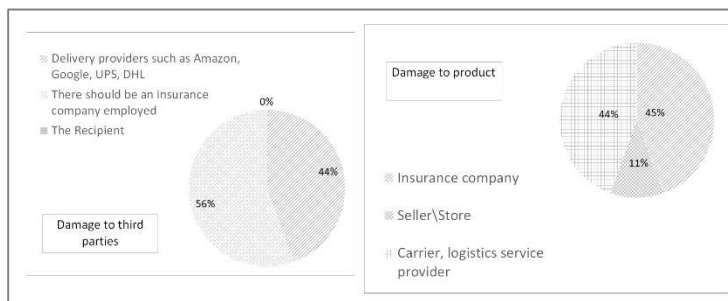 Delivery providers such as Amazon,
Google, UPS, DHL
There should be an insurance
company employed
The Recipient
0%
44%
56%
Damage to third
parties
Damage to product
44%
45%
11%
Insurance company
Seller\Store
Carrier, logistics service
provider